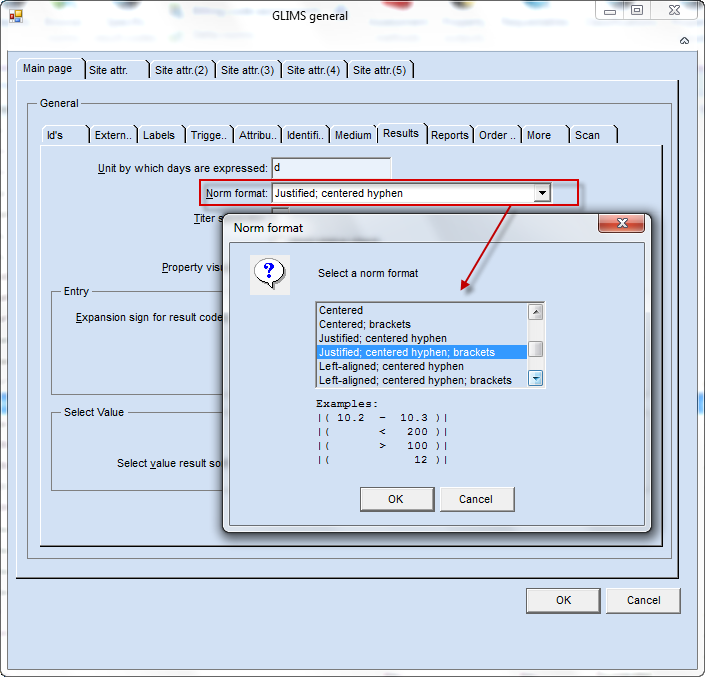 GLIMS general
Main page Site attr. Site attr.(2) Site attr.(3) Site attr.(4) Site attr.(5)
General
Id's Extern.. Labels Trigge.. Attribu.. Identifi.. Medium Results Reports Order .. More Scan
Unit by which days are expressed: d
Norm format: Justified; centered hyphen
Titer s
Norm format
Property visu
Select a norm format
Entry
Expansion sign for result code
Centered
Centered; brackets
Justified; centered hyphen
Justified; centered hyphen; brackets
Left-aligned; centered hyphen
Left-aligned; centered hyphen; brackets
Select Value
Select value result so
Examples:
|( 10.2 - 10.3 )|
|( < 200 )|
|( > 100 )|
|( 12 )|
OK Cancel
OK Cancel